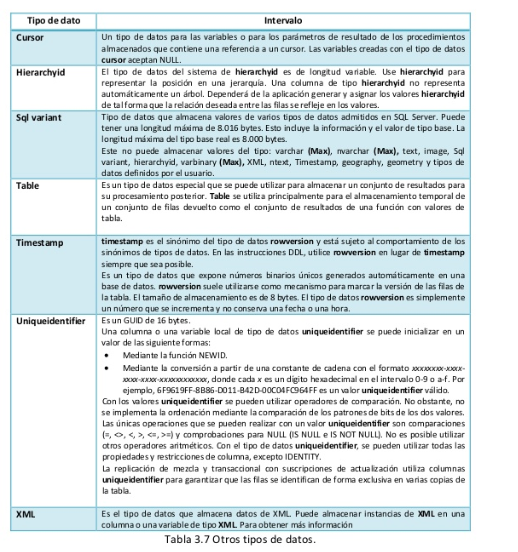 Tipo de dato Intervalo
Cursor Un tipo de datos para las variables o para los parámetros de resultado de los procedimientos
almacenados que contiene una referencia a un cursor. Las variables creadas con el tipo de datos
cursor aceptan NULL.
Hierarchyid El tipo de datos del sistema de hierarchyid es de longitud variable. Use hierarchyid para
representar la posición en una jerarquía. Una columna de tipo hierarchyid no representa
automáticamente un árbol. Dependerá de la aplicación generar y asignar los valores hierarchyid
de tal forma que la relación deseada entre las filas se refleje en los valores.
Sql variant Tipo de datos que almacena valores de varios tipos de datos admitidos en SQL Server. Puede
tener una longitud máxima de 8.016 bytes. Esto incluye la información y el valor de tipo base. La
longitud máxima del tipo base real es 8.000 bytes.
Este no puede almacenar valores del tipo: varchar (Max), nvarchar (Max), text, image, Sql
variant, hierarchyid, varbinary (Max), XML, ntext, Timestamp, geography, geometry y tipos de
datos definidos por el usuario.
Table Es un tipo de datos especial que se puede utilizar para almacenar un conjunto de resultados para
su procesamiento posterior. Table se utiliza principalmente para el almacenamiento temporal de
un conjunto de filas devuelto como el conjunto de resultados de una función con valores de
tabla.
Timestamp timestamp es el sinónimo del tipo de datos rowversion y está sujeto al comportamiento de los
sinónimos de tipos de datos. En las instrucciones DDL, utilice rowversion en lugar de timestamp
siempre que sea posible.
Es un tipo de datos que expone números binarios únicos generados automáticamente en una
base de datos. rowversion suele utilizarse como mecanismo para marcar la versión de las filas de
la tabla. El tamaño de almacenamiento es de 8 bytes. El tipo de datos rowversion es simplemente
un número que se incrementa y no conserva una fecha o una hora.
Uniqueidentifier Es un GUID de 16 bytes.
Una columna o una variable local de tipo de datos uniqueidentifier se puede inicializar en un
valor de las siguiente formas:
• Mediante la función NEWID.
• Mediante la conversión a partir de una constante de cadena con el formato xxxxxxxx-xxxx-
xxxx-xxxx-xxxxxxxxxxxx, donde cada x es un dígito hexadecimal en el intervalo 0-9 o a-f. Por
ejemplo, 6F9619FF-8B86-D011-B42D-00C04FC964FF es un valor uniqueidentifier válido.
Con los valores uniqueidentifier se pueden utilizar operadores de comparación. No obstante, no
se implementa la ordenación mediante la comparación de los patrones de bits de los dos valores.
Las únicas operaciones que se pueden realizar con un valor uniqueidentifier son comparaciones
(=, <>, <, >, <=, >=) y comprobaciones para NULL (IS NULL e IS NOT NULL). No es posible utilizar
otros operadores aritméticos. Con el tipo de datos uniqueidentifier, se pueden utilizar todas las
propiedades y restricciones de columna, excepto IDENTITY.
La replicación de mezcla y transaccional con suscripciones de actualización utiliza columnas
uniqueidentifier para garantizar que las filas se identifican de forma exclusiva en varias copias de
la tabla.
XML Es el tipo de datos que almacena datos de XML. Puede almacenar instancias de XML en una
columna o una variable de tipo XML. Para obtener más información
Tabla 3.7 Otros tipos de datos.